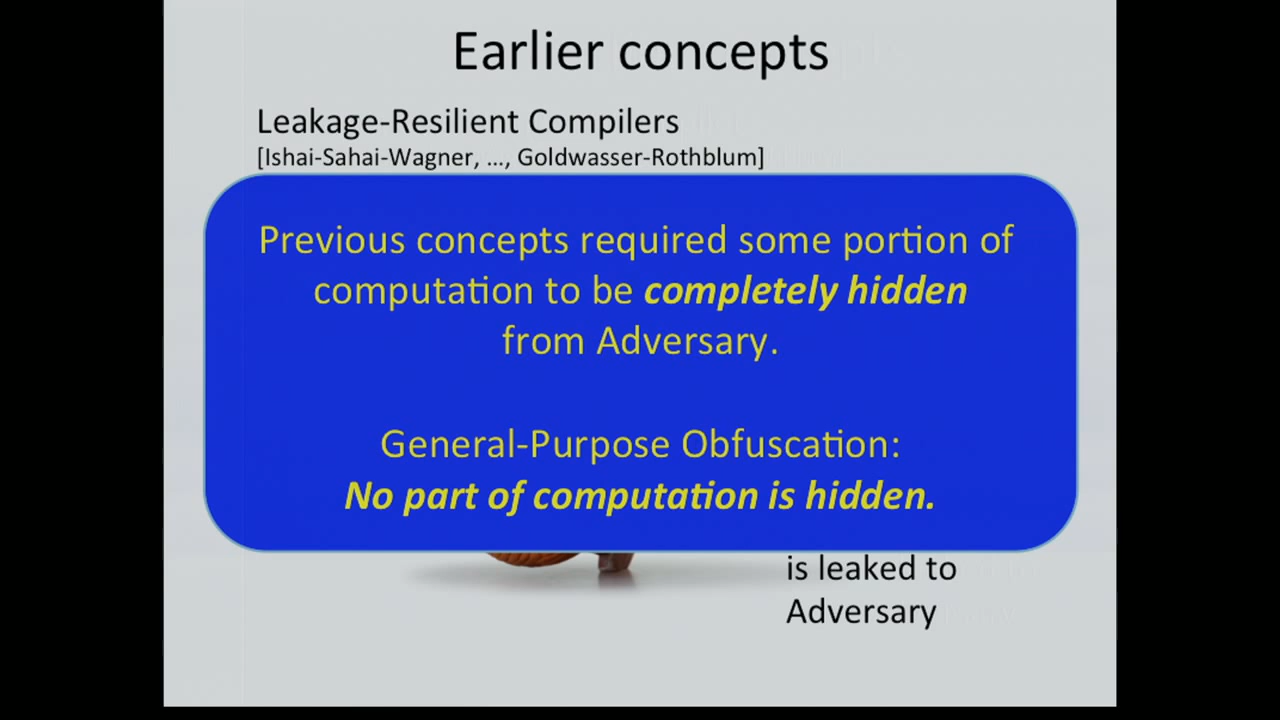 Earlier concepts
Leakage-Resilient Compilers
[Ishai-Sahai-Wagner, ..., Goldwasser-Rothblum]
Previous concepts required some portion of
computation to be completely hidden
from Adversary.
General-Purpose Obfuscation:
No part of computation is hidden.
is leaked to
Adversary